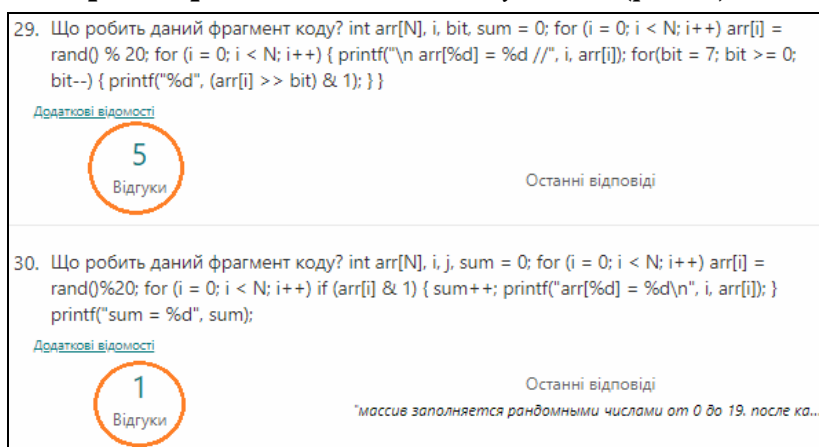 29. Що робить даний фрагмент коду? int arr[N], i, bit, sum = 0; for (i = 0; i < N; i++) arr[i] =
rand() % 20; for (i = 0; i < N; i++) { printf("\n arr[%d] = %d //", i, arr[i]); for(bit = 7; bit >= 0;
bit--) { printf("%d", (arr[i] >> bit) & 1); } }
Додаткові відомості
5
Відгуки
Останні відповіді
30. Що робить даний фрагмент коду? int arr[N], i, j, sum = 0; for (i = 0; i < N; i++) arr[i] =
rand()%20; for (i = 0; i < N; i++) if (arr[i] & 1) { sum++; printf("arr[%d] = %d\n", i, arr[i]); }
printf("sum = %d", sum);
Додаткові відомості
1
Відгуки
Останні відповіді
"массив заполняется рандомными числами от 0 до 19. после ка...